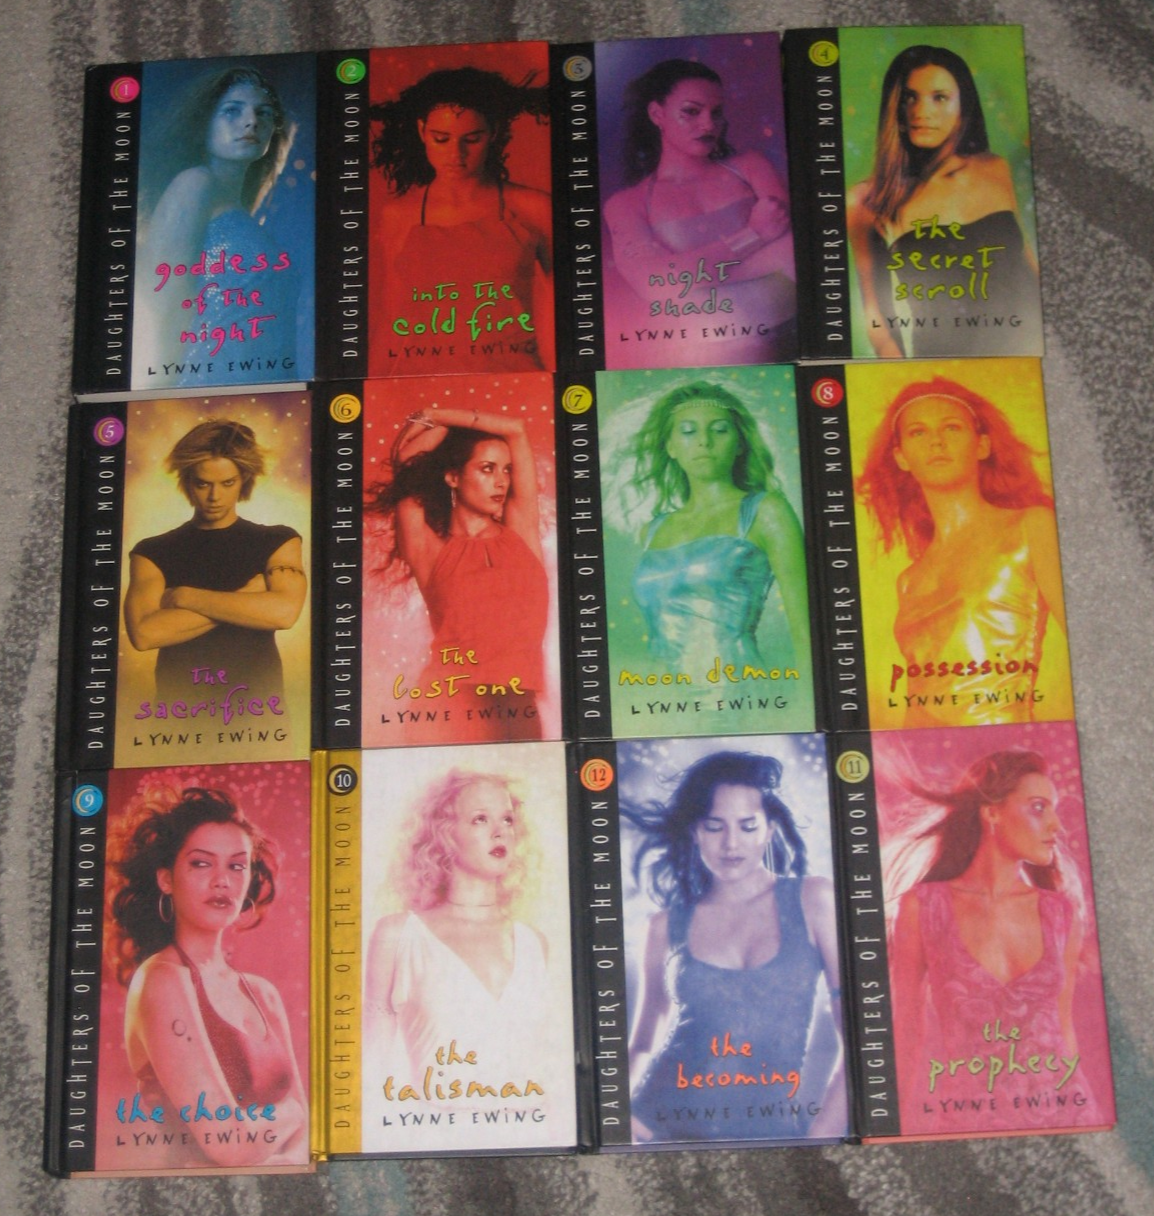 1
DAUGHTERS OF THE MOON
goddess
of the
night
LYNNE EWING
2
DAUGHTERS OF THE MOON
into the
cold fire
LYNNE EWING
3
DAUGHTERS OF THE MOON
night
shade
LYNNE EWING
4
DAUGHTERS OF THE MOON
the
secret
scroll
LYNNE EWING
5
DAUGHTERS OF THE MOON
the
sacrifice
LYNNE EWING
6
DAUGHTERS OF THE MOON
the
lost one
LYNNE EWING
7
DAUGHTERS OF THE MOON
moon demon
LYNNE EWING
8
DAUGHTERS OF THE MOON
possession
LYNNE EWING
9
DAUGHTERS OF THE MOON
the choice
LYNNE EWING
10
DAUGHTERS OF THE MOON
the
talisman
LYNNE EWING
12
DAUGHTERS OF THE MOON
the
becoming
LYNNE EWING
11
DAUGHTERS OF THE MOON
the
prophecy
LYNNE EWING